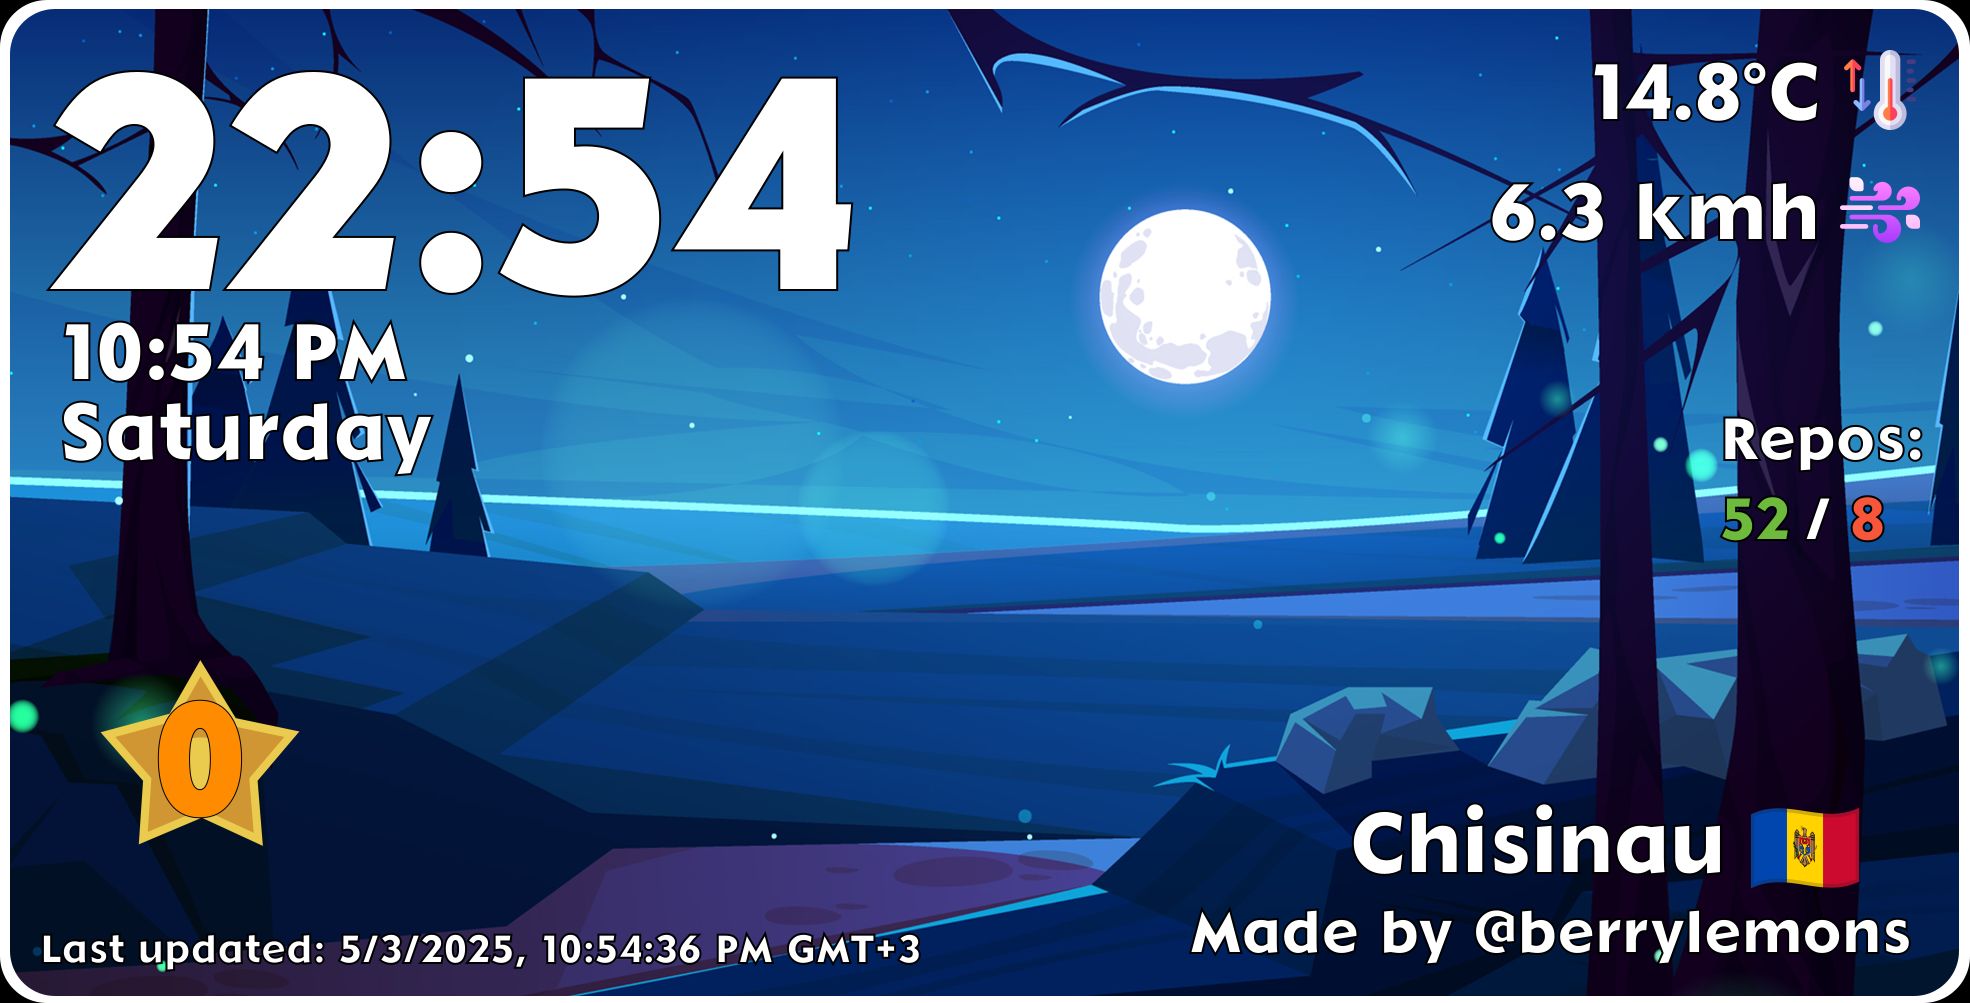 22:54
10:54 PM
Saturday
14.8°C
6.3 kmh
Repos:
52 / 8
0
Chisinau
Made by @berrylemons
Last updated: 5/3/2025, 10:54:36 PM GMT+3